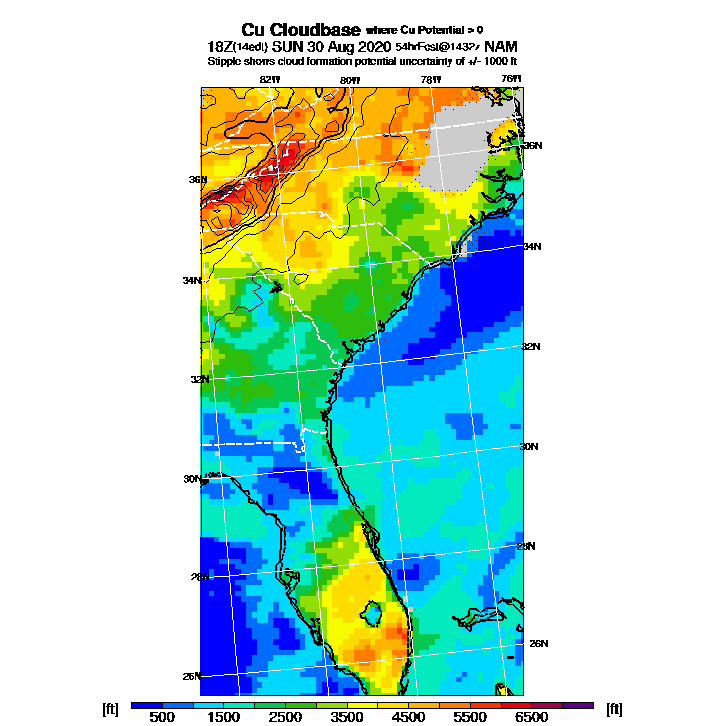 Cu Cloudbase where Cu Potential > 0
18Z(14edt) SUN 30 Aug 2020 54hrFcst@1432z NAM
Stipple shows cloud formation potential uncertainty of +/- 1000 ft
82W 80W 78W 76W
36N 36N
34N 34N
32N 32N
30N 30N
28N 28N
26N 26N
[ft] 500 1500 2500 3500 4500 5500 6500 [ft]